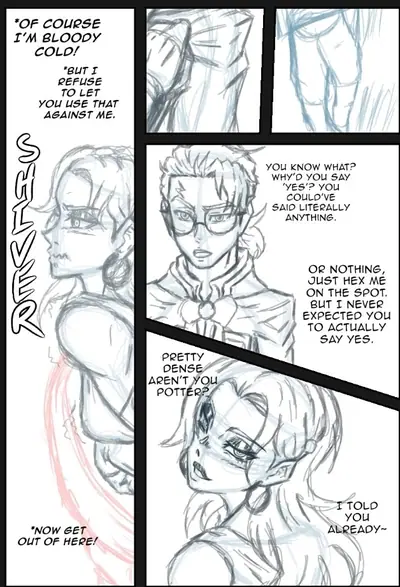 *OF COURSE
I'M BLOODY
COLD!
*BUT I
REFUSE
TO LET
YOU USE THAT
AGAINST ME.
SHIVER
YOU KNOW WHAT?
WHY'D YOU SAY
'YES'? YOU
COULD'VE
SAID LITERALLY
ANYTHING.
OR NOTHING,
JUST HEX ME
ON THE SPOT.
BUT I NEVER
EXPECTED YOU
TO ACTUALLY
SAY YES.
PRETTY
DENSE
AREN'T YOU
POTTER?
I TOLD
YOU
ALREADY~
*NOW GET
OUT OF HERE!